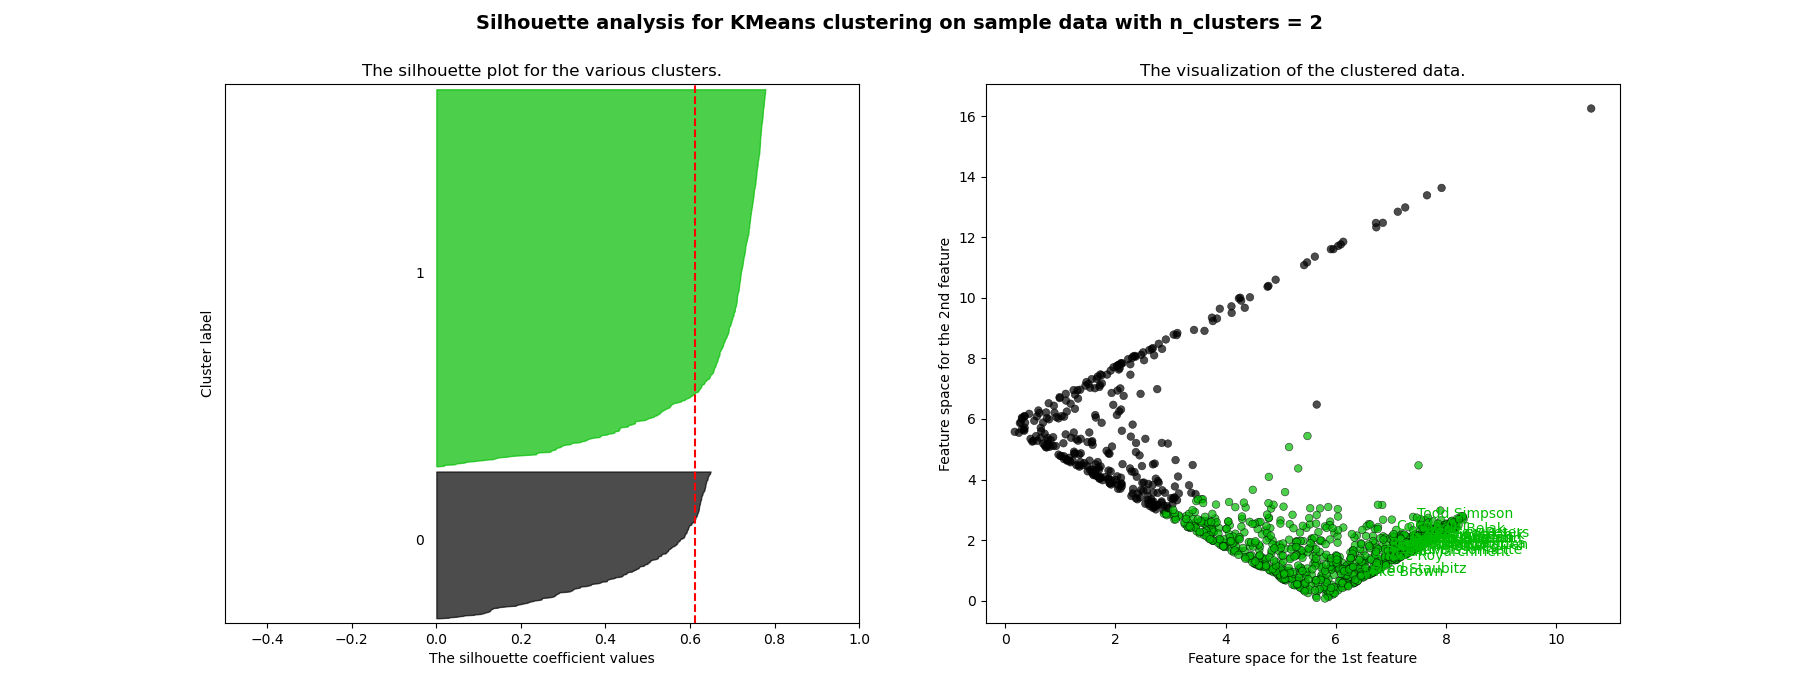 Silhouette analysis for KMeans clustering on sample data with n_clusters = 2
The silhouette plot for the various clusters.
1
0
Cluster label
−0.4 −0.2 0.0 0.2 0.4 0.6 0.8 1.0
The silhouette coefficient values
The visualization of the clustered data.
16
14
12
10
8
6
4
2
0
Feature space for the 2nd feature
Todd Simpson
Belak
Staubitz
Brown
0 2 4 6 8 10
Feature space for the 1st feature